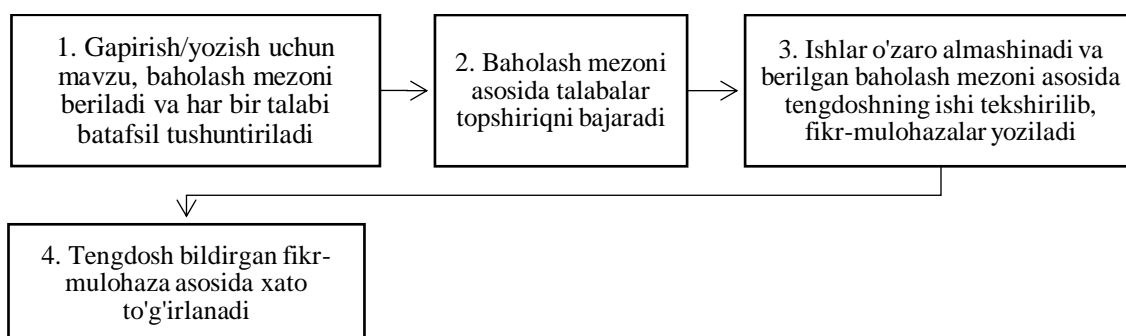 1. Gapirish/yozish uchun
mavzu, baholash mezoni
beriladi va har bir talabi
batafsil tushuntiriladi
2. Baholash mezoni
asosida talabalar
topshiriqni bajaradi
3. Ishlar o'zaro almashinadi va
berilgan baholash mezoni asosida
tengdoshning ishi tekshirilib,
fikr-mulohazalar yoziladi
4. Tengdosh bildirgan fikr-
mulohaza asosida xato
to'g'irlanadi